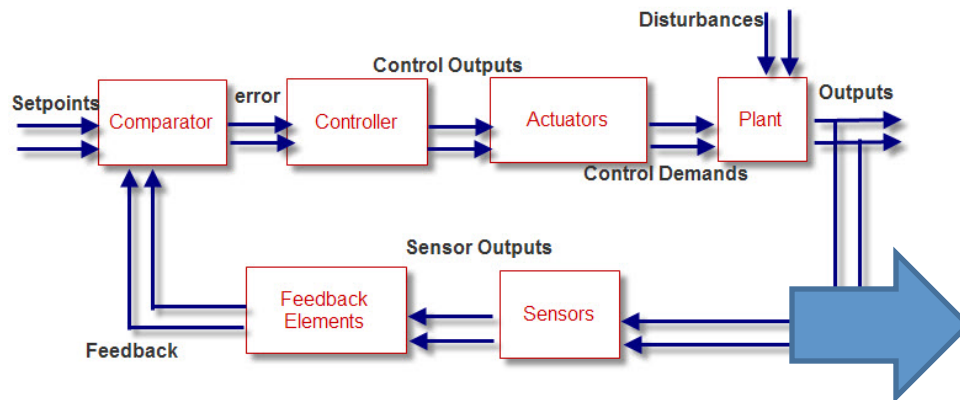 Disturbances
Control Outputs
Outputs
Setpoints
error
Comparator
Controller
Actuators
Plant
Control Demands
Sensor Outputs
Feedback
Elements
Sensors
Feedback